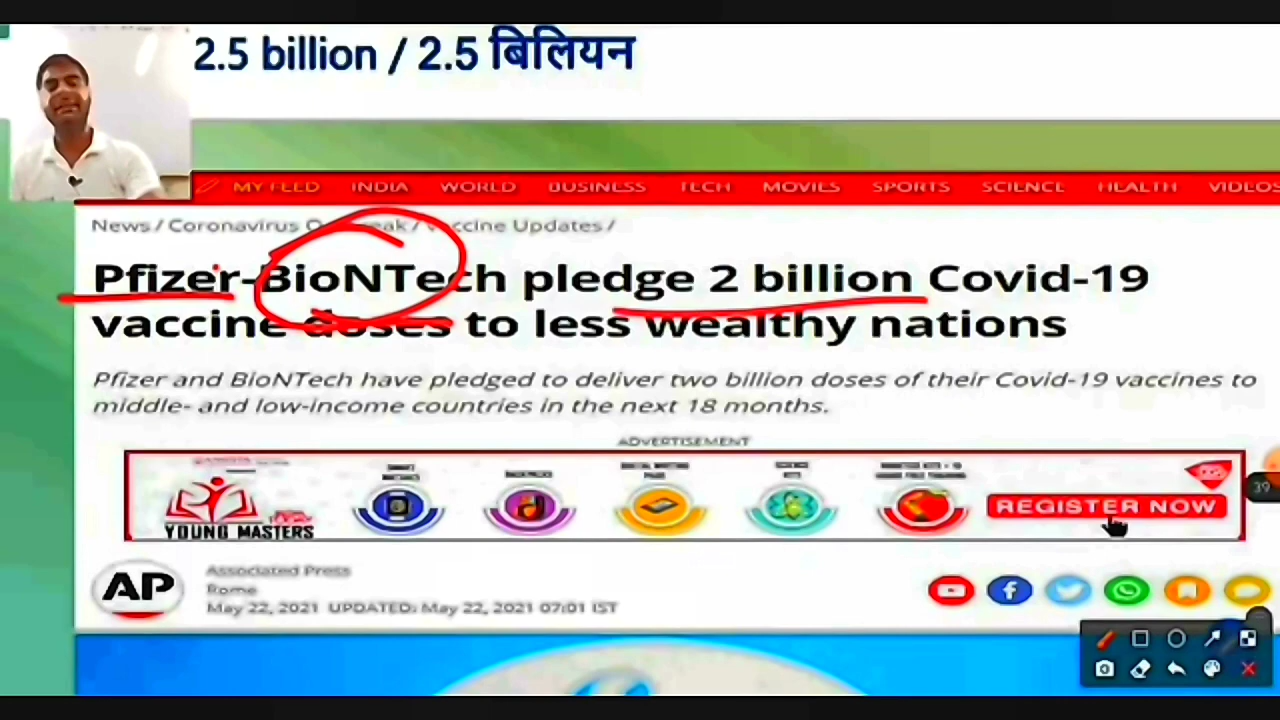 2.5 billion / 2.5 बिलियन
MY FEED INDIA WORLD BUSINESS TECH MOVIES SPORTS SCIENCE HEALTH VIDEOS
News / Coronavirus Outbreak / Vaccine Updates /
Pfizer-BioNTech pledge 2 billion Covid-19
vaccine doses to less wealthy nations
Pfizer and BioNTech have pledged to deliver two billion doses of their Covid-19 vaccines to
middle- and low-income countries in the next 18 months.
ADVERTISEMENT
YOUNG MASTERS
REGISTER NOW
39
AP
Associated Press
Rome
May 22, 2021 UPDATED: May 22, 2021 07:01 IST